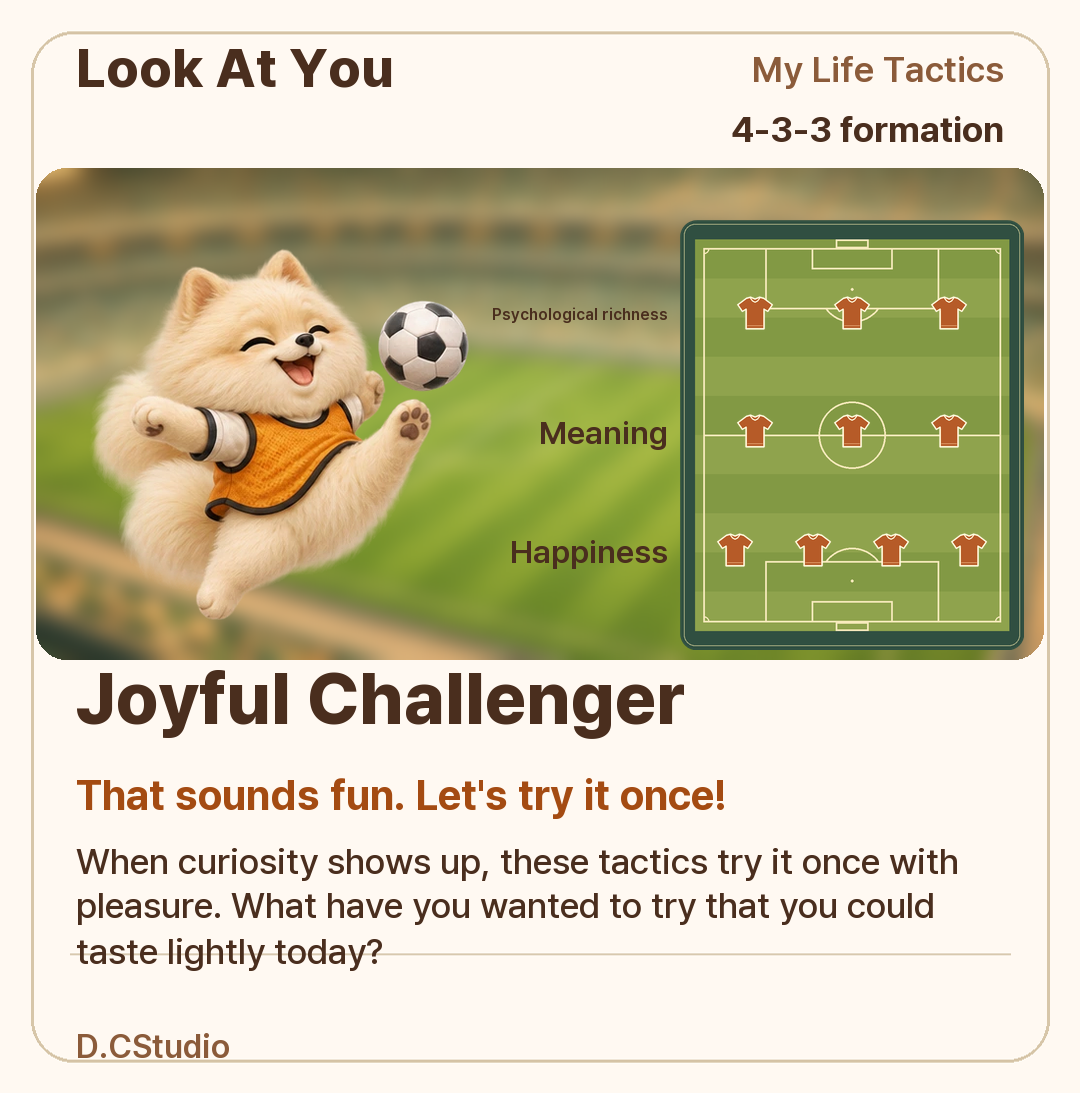 Look At You
My Life Tactics
4-3-3 formation
Psychological richness
Meaning
Happiness
Joyful Challenger
That sounds fun. Let's try it once!
When curiosity shows up, these tactics try it once with
pleasure. What have you wanted to try that you could
taste lightly today?
D.CStudio